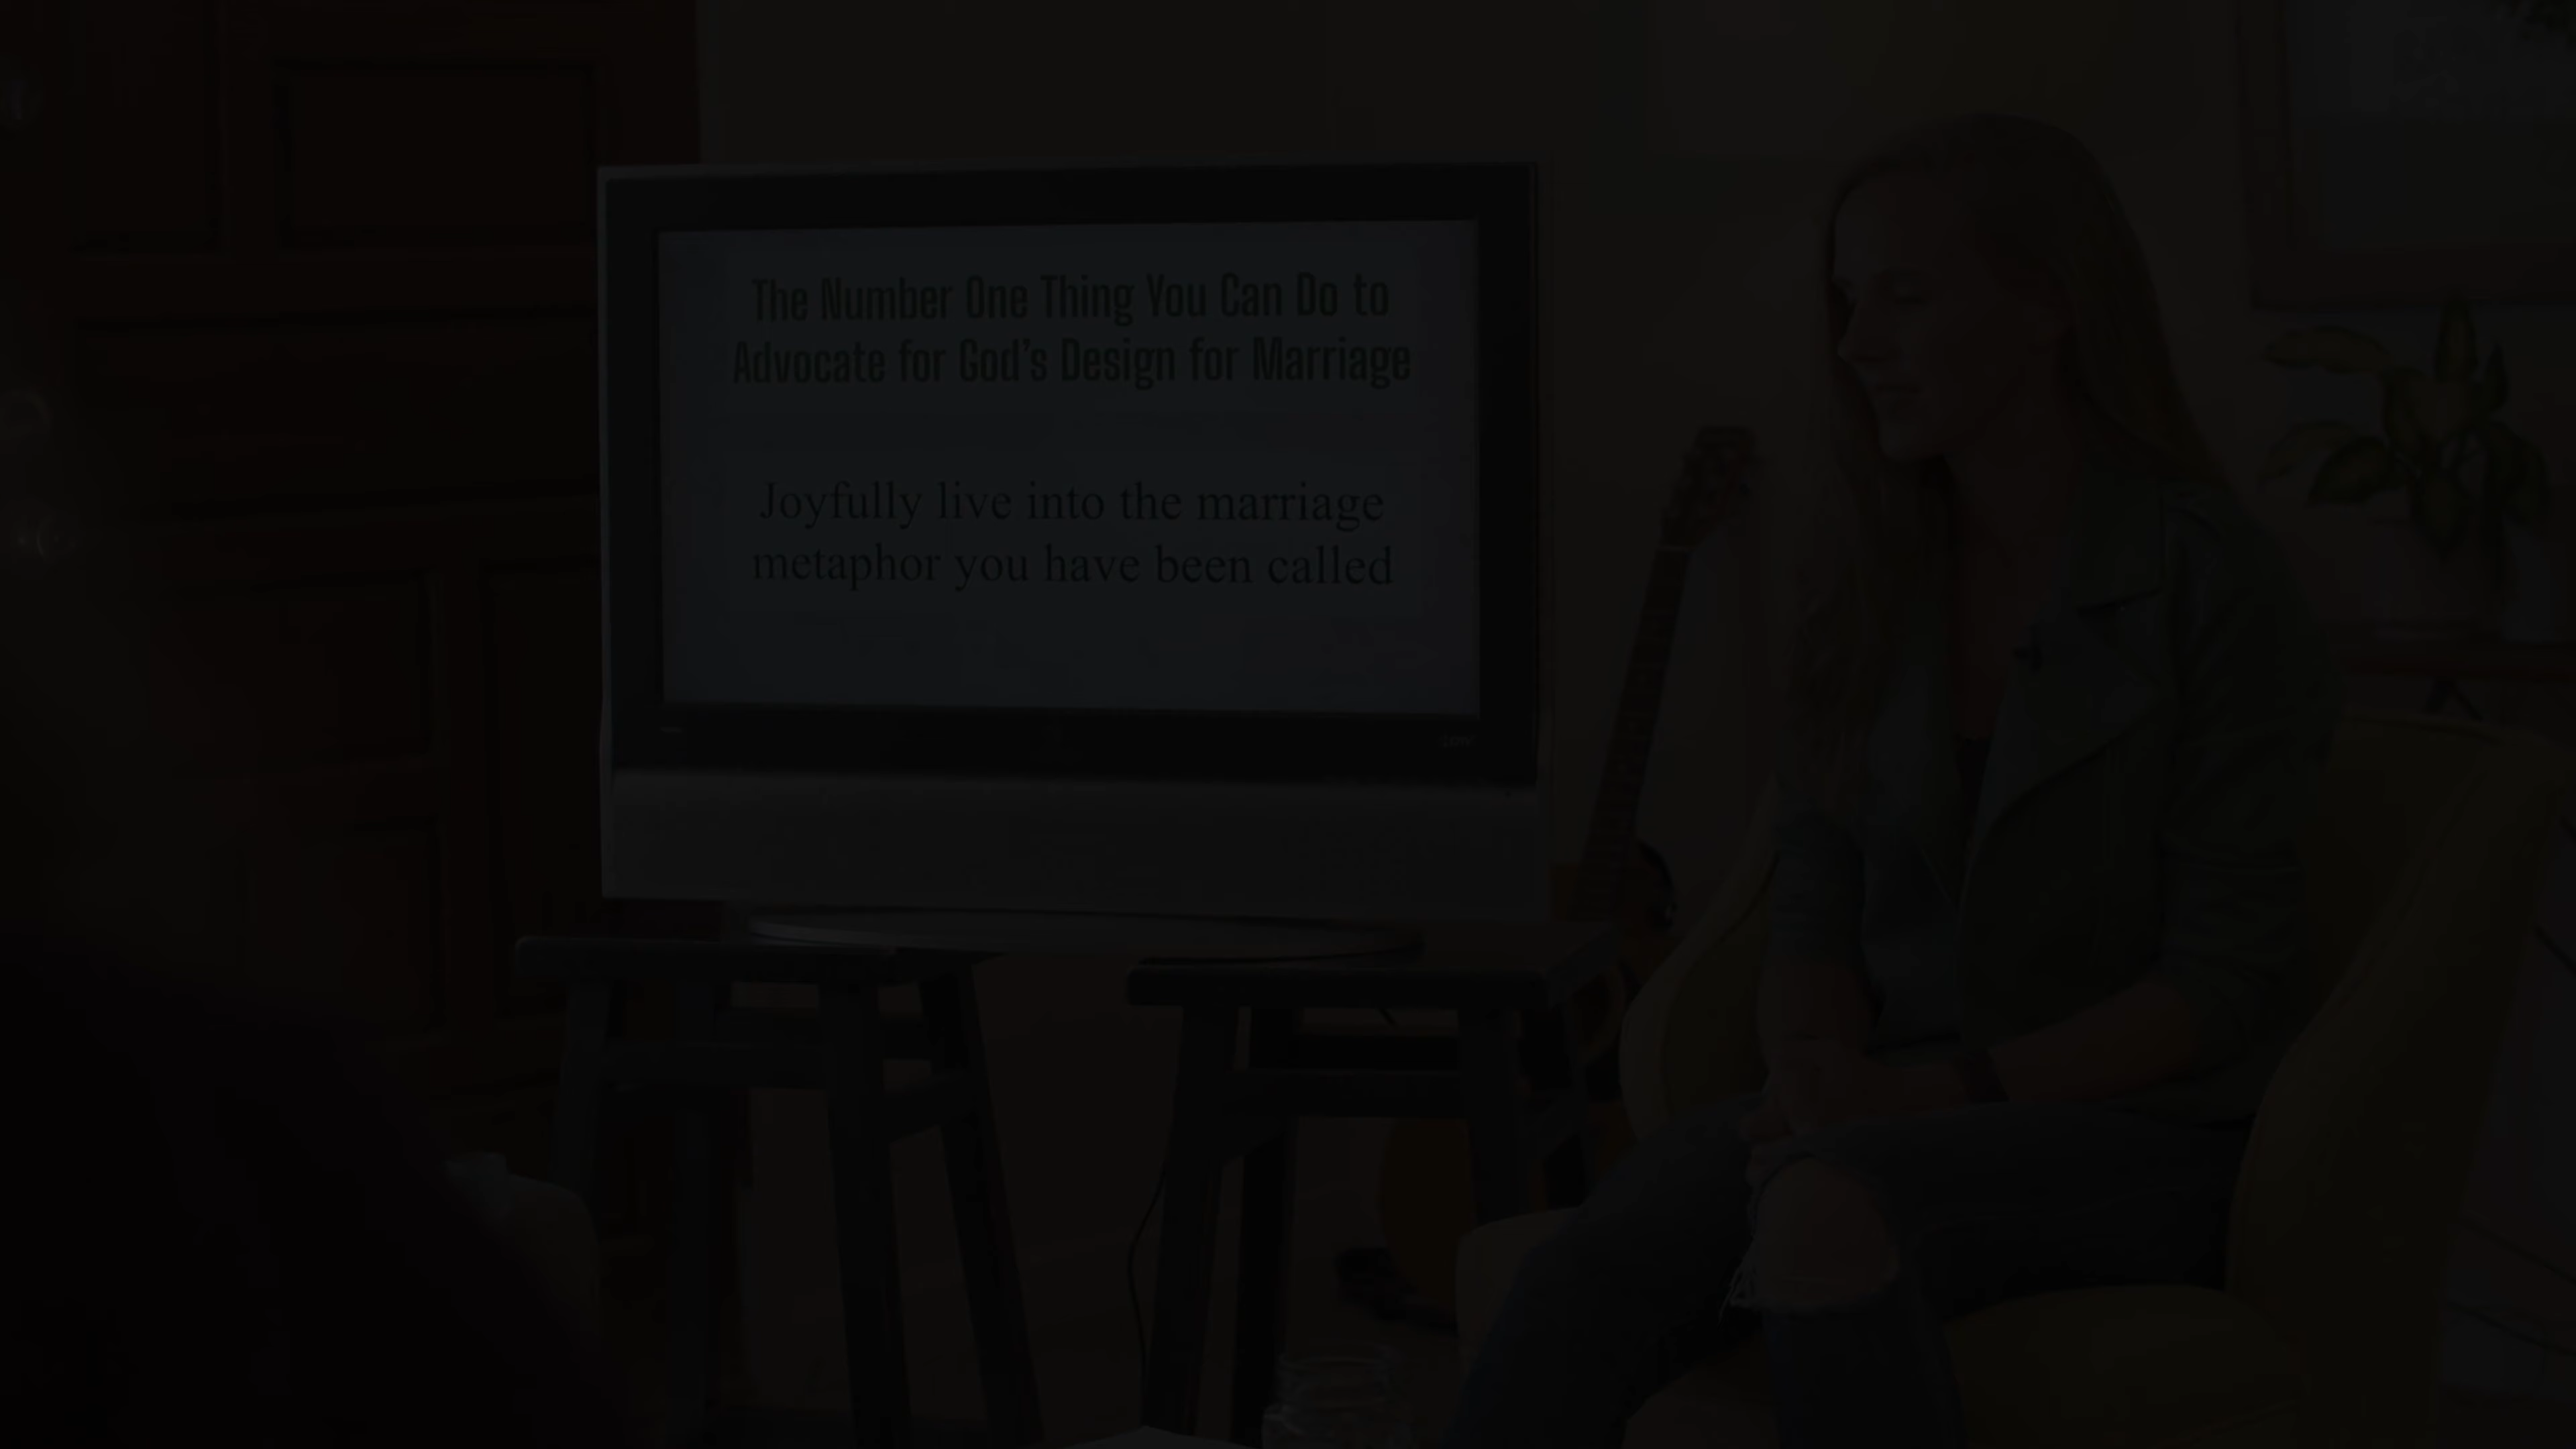 The Number One Thing You Can Do to
Advocate for God's Design for Marriage
Joyfully live into the marriage
metaphor you have been called